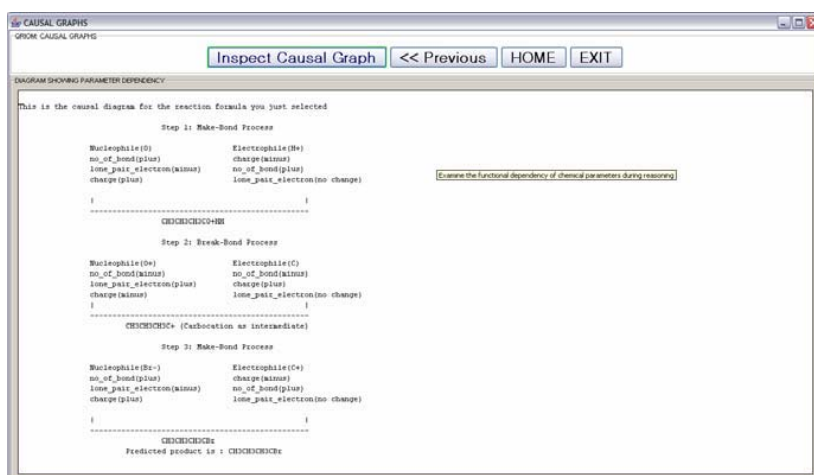 CAUSAL GRAPHS
QRIOM: CAUSAL GRAPHS
Inspect Causal Graph << Previous HOME EXIT
DIAGRAM SHOWING PARAMETER DEPENDENCY
This is the causal diagram for the reaction formula you just selected
Step 1: Make-Bond Process
Nucleophile(O) Electrophile(H+)
no_of_bond(plus) charge(minus)
lone_pair_electron(minus) no_of_bond(plus)
charge(plus) lone_pair_electron(no change)
Examine the functional dependency of chemical parameters during reasoning
| |
------------------------------------------------
CH3CH3CH3CO+HH
Step 2: Break-Bond Process
Nucleophile(O+) Electrophile(C)
no_of_bond(minus) no_of_bond(minus)
lone_pair_electron(plus) charge(plus)
charge(minus) lone_pair_electron(no change)
| |
------------------------------------------------
CH3CH3CH3C+ (Carbocation as intermediate)
Step 3: Make-Bond Process
Nucleophile(Br-) Electrophile(C+)
no_of_bond(plus) charge(minus)
lone_pair_electron(minus) no_of_bond(plus)
charge(plus) lone_pair_electron(no change)
| |
------------------------------------------------
CH3CH3CH3CBr
Predicted product is : CH3CH3CH3CBr